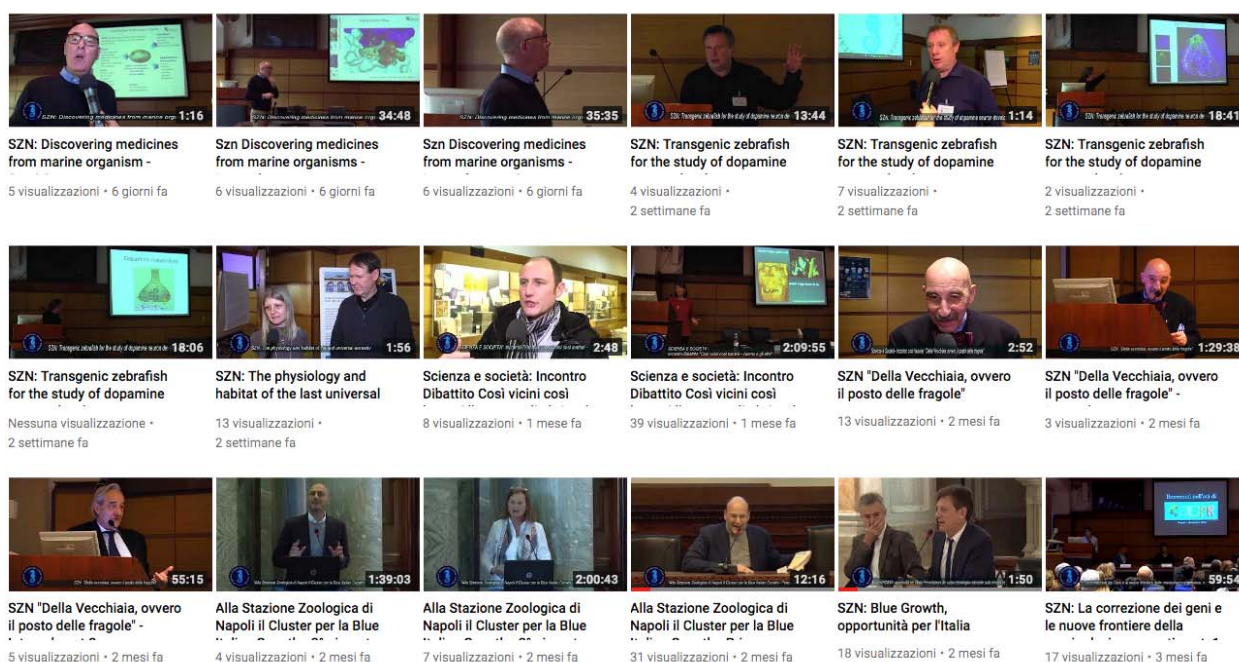 1:16
34:48
35:35
13:44
1:14
18:41
SZN: Discovering medicines
from marine organism -
5 visualizzazioni • 6 giorni fa
Szn Discovering medicines
from marine organisms -
6 visualizzazioni • 6 giorni fa
Szn Discovering medicines
from marine organisms -
6 visualizzazioni • 6 giorni fa
SZN: Transgenic zebrafish
for the study of dopamine
4 visualizzazioni •
2 settimane fa
SZN: Transgenic zebrafish
for the study of dopamine
7 visualizzazioni •
2 settimane fa
SZN: Transgenic zebrafish
for the study of dopamine
2 visualizzazioni •
2 settimane fa
18:06
1:56
2:48
2:09:55
2:52
1:29:38
SZN: Transgenic zebrafish
for the study of dopamine
Nessuna visualizzazione •
2 settimane fa
SZN: The physiology and
habitat of the last universal
13 visualizzazioni •
2 settimane fa
Scienza e società: Incontro
Dibattito Così vicini così
8 visualizzazioni • 1 mese fa
Scienza e società: Incontro
Dibattito Così vicini così
39 visualizzazioni • 1 mese fa
SZN "Della Vecchiaia, ovvero
il posto delle fragole"
13 visualizzazioni • 2 mesi fa
SZN "Della Vecchiaia, ovvero
il posto delle fragole" -
3 visualizzazioni • 2 mesi fa
55:15
1:39:03
2:00:43
12:16
1:50
59:54
SZN "Della Vecchiaia, ovvero
il posto delle fragole" -
5 visualizzazioni • 2 mesi fa
Alla Stazione Zoologica di
Napoli il Cluster per la Blue
4 visualizzazioni • 2 mesi fa
Alla Stazione Zoologica di
Napoli il Cluster per la Blue
7 visualizzazioni • 2 mesi fa
Alla Stazione Zoologica di
Napoli il Cluster per la Blue
31 visualizzazioni • 2 mesi fa
SZN: Blue Growth,
opportunità per l'Italia
18 visualizzazioni • 2 mesi fa
SZN: La correzione dei geni e
le nuove frontiere della
17 visualizzazioni • 3 mesi fa